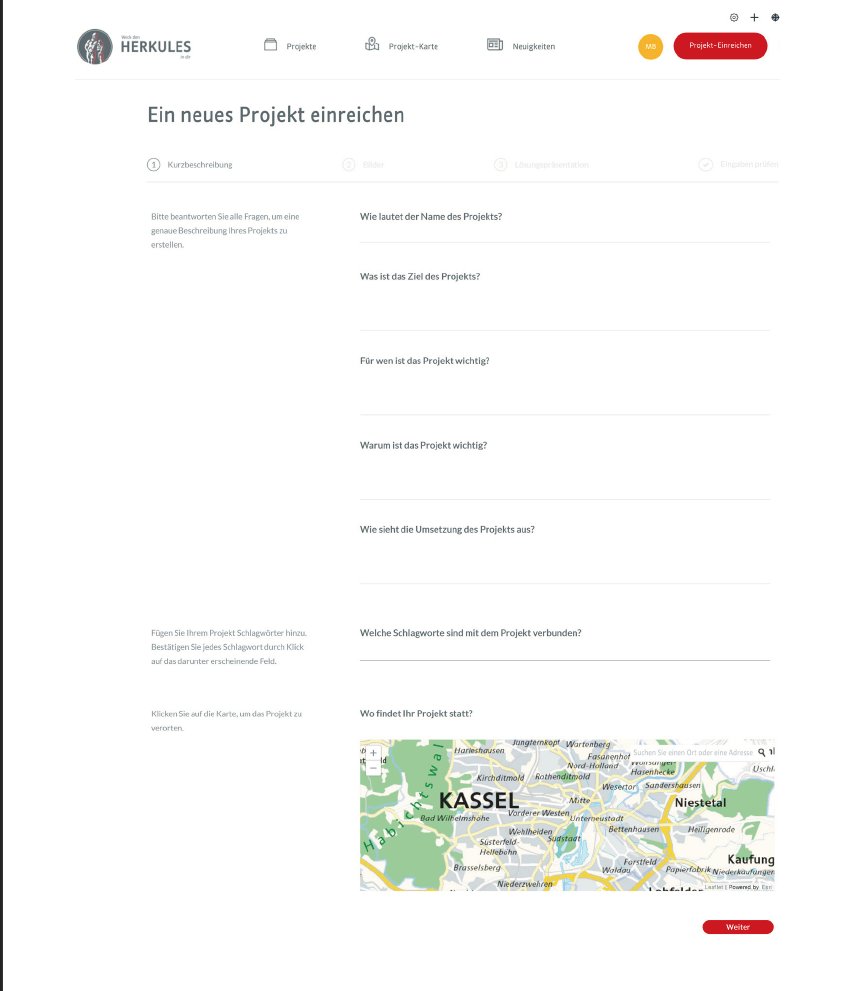 Weck den
HERKULES
in dir
Projekte
Projekt-Karte
Neuigkeiten
MB
Projekt-Einreichen
Ein neues Projekt einreichen
1 Kurzbeschreibung
2 Bilder
3 Lösungspräsentation
Eingaben prüfen
Bitte beantworten Sie alle Fragen, um eine
genaue Beschreibung Ihres Projekts zu
erstellen.
Wie lautet der Name des Projekts?
Was ist das Ziel des Projekts?
Für wen ist das Projekt wichtig?
Warum ist das Projekt wichtig?
Wie sieht die Umsetzung des Projekts aus?
Fügen Sie Ihrem Projekt Schlagwörter hinzu.
Bestätigen Sie jedes Schlagwort durch Klick
auf das darunter erscheinende Feld.
Welche Schlagworte sind mit dem Projekt verbunden?
Klicken Sie auf die Karte, um das Projekt zu
verorten.
Wo findet Ihr Projekt statt?
+
−
Suchen Sie einen Ort oder eine Adresse
Harleshausen
Jungfernkopf
Wartenberg
Fasanenhof
Nord-Holland
Wolfsanger-
Hasenhecke
Kirchditmold
Rothenditmold
Wesertor
Sandershausen
KASSEL
Mitte
Niestetal
Habichtswal
Bad Wilhelmshöhe
Vorderer Westen
Unterneustadt
Wehlheiden
Südstadt
Bettenhausen
Heiligenrode
Süsterfeld-
Helleböhn
Forstfeld
Kaufung
Brasselsberg
Waldau
Papierfabrik
Niederkaufungen
Niederzwehren
Lohfelden
Leaflet | Powered by Esri
Weiter